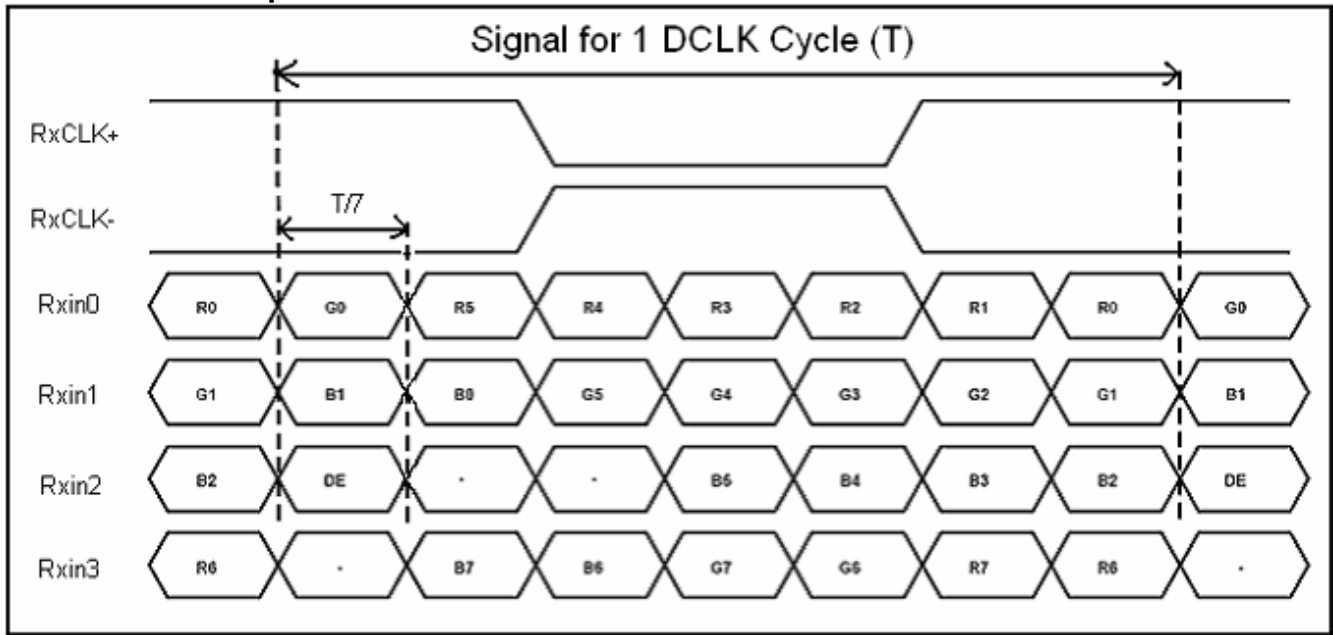 Signal for 1 DCLK Cycle (T)
RxCLK+
T/7
RxCLK-
Rxin0 R0 G0 R5 R4 R3 R2 R1 R0 G0
Rxin1 G1 B1 B0 G5 G4 G3 G2 G1 B1
Rxin2 B2 DE - - B5 B4 B3 B2 DE
Rxin3 R6 - B7 B6 G7 G6 R7 R6 -